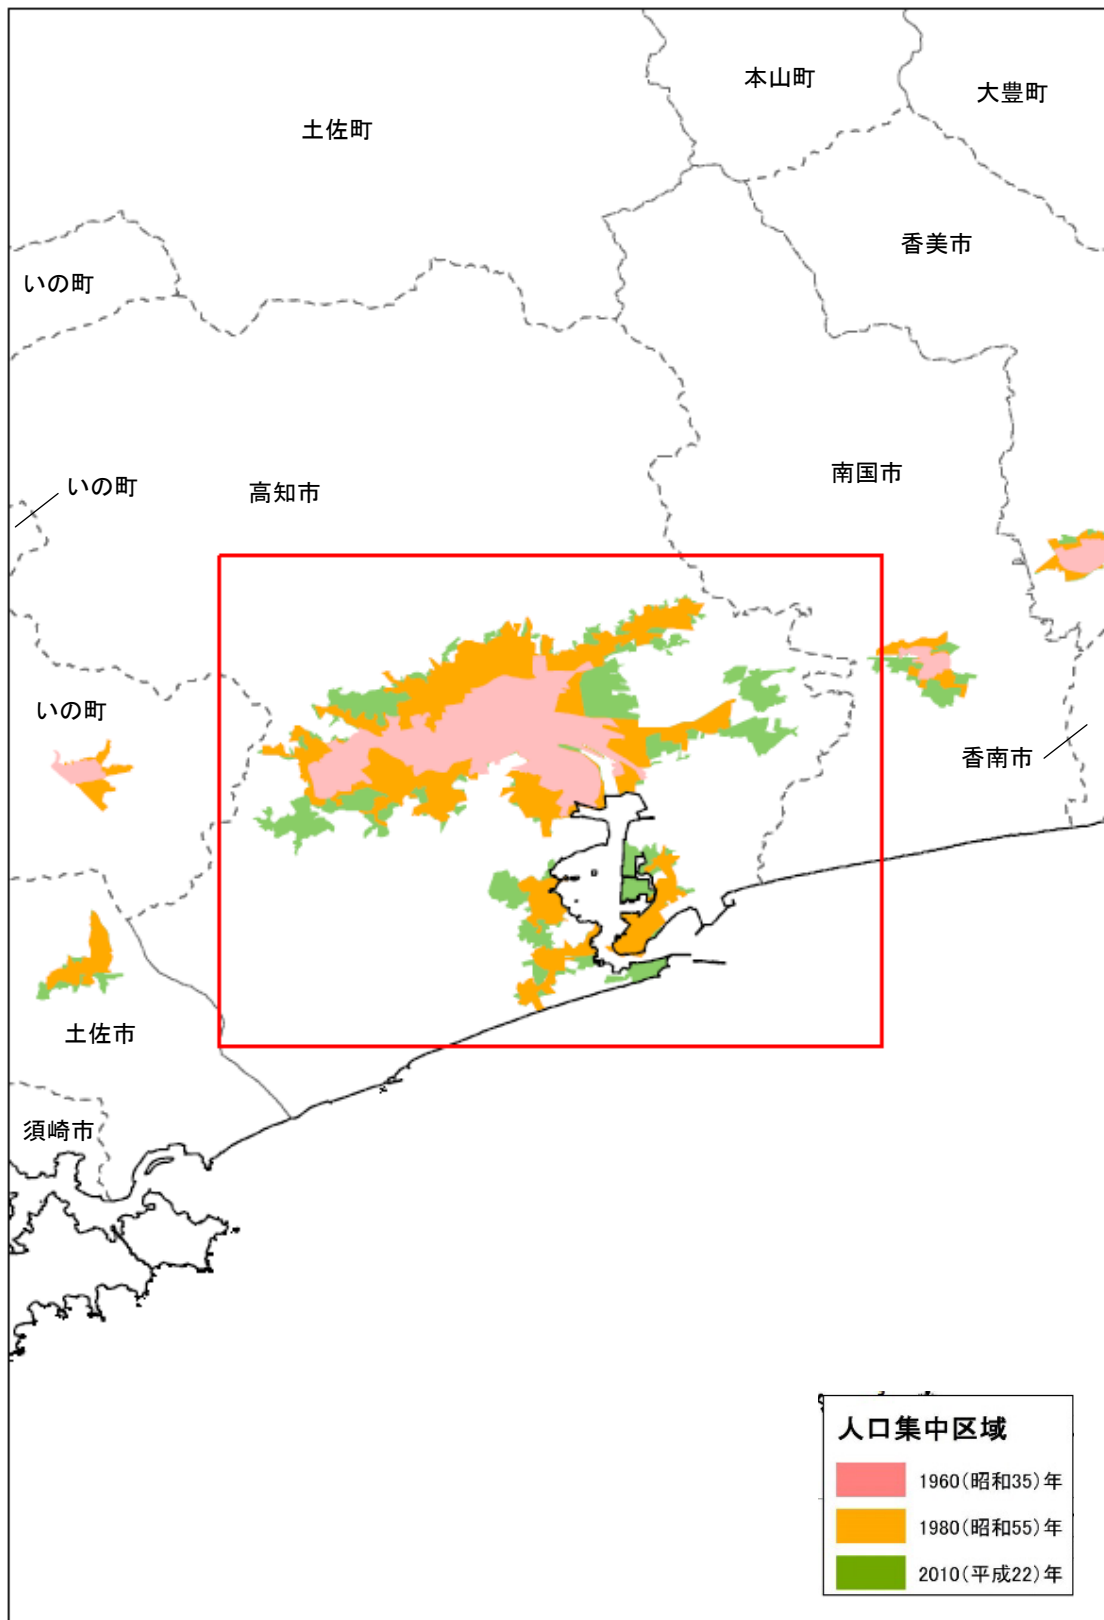 本山町
大豊町
土佐町
香美市
いの町
南国市
いの町
高知市
いの町
香南市
土佐市
須崎市
人口集中区域
1960(昭和35)年
1980(昭和55)年
2010(平成22)年